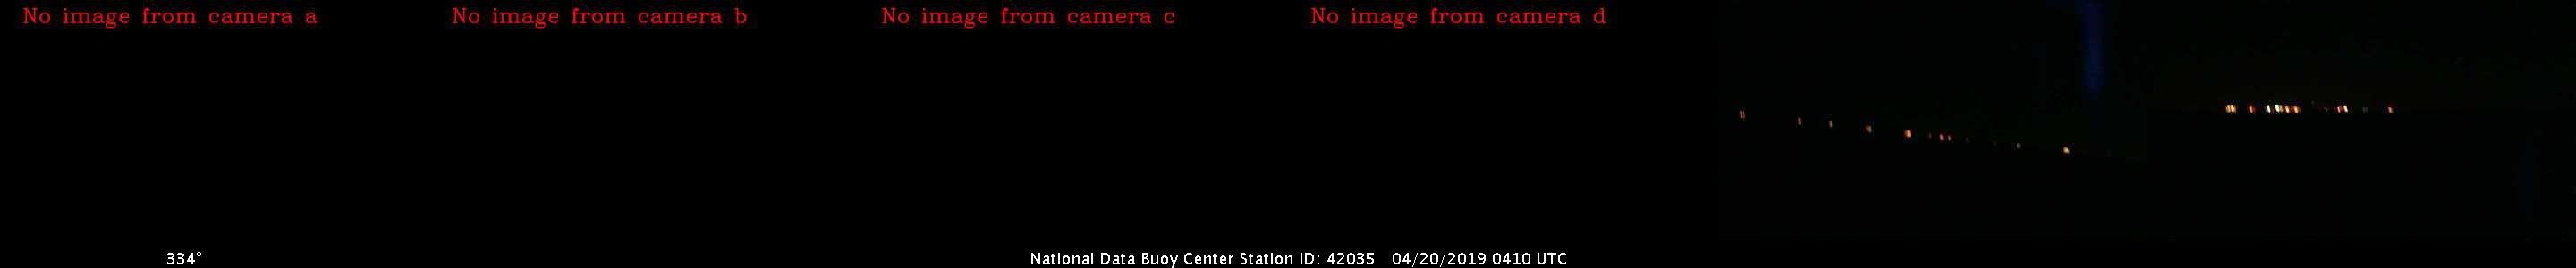 No image from camera a
No image from camera b
No image from camera c
No image from camera d
334°
National Data Buoy Center Station ID: 42035 04/20/2019 0410 UTC